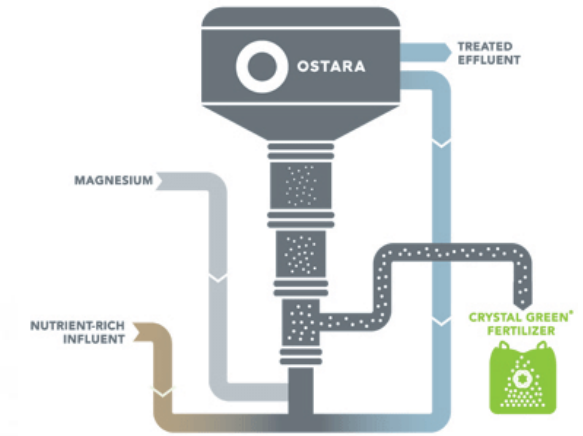 OSTARA
TREATED
EFFLUENT
MAGNESIUM
NUTRIENT-RICH
INFLUENT
CRYSTAL GREEN®
FERTILIZER